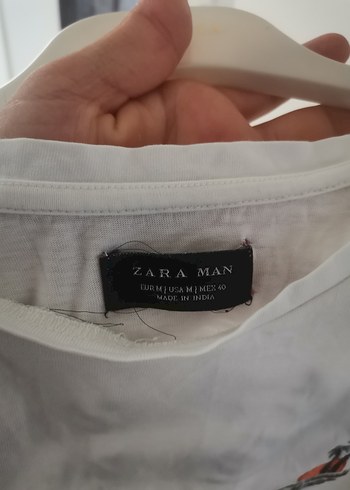 ZARA MAN
EUR M | USA M | MEX 40
MADE IN INDIA